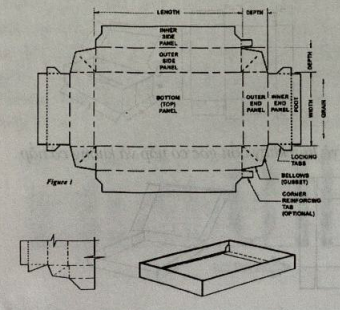 LENGTH
DEPTH
INNER
SIDE
PANEL
OUTER
SIDE
PANEL
BOTTOM
(TOP)
PANEL
OUTER
END
PANEL
INNER
END
PANEL
FOOT
DEPTH
WIDTH
GRAIN
LOCKING
TABS
BELLOWS
(GUSSET)
CORNER
REINFORCING
TAB
(OPTIONAL)
Figure 1